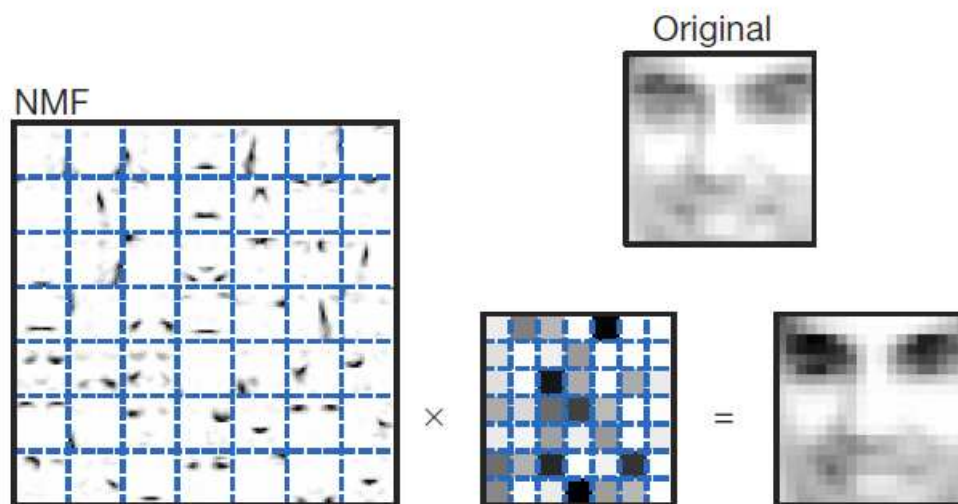 Original
NMF
× =